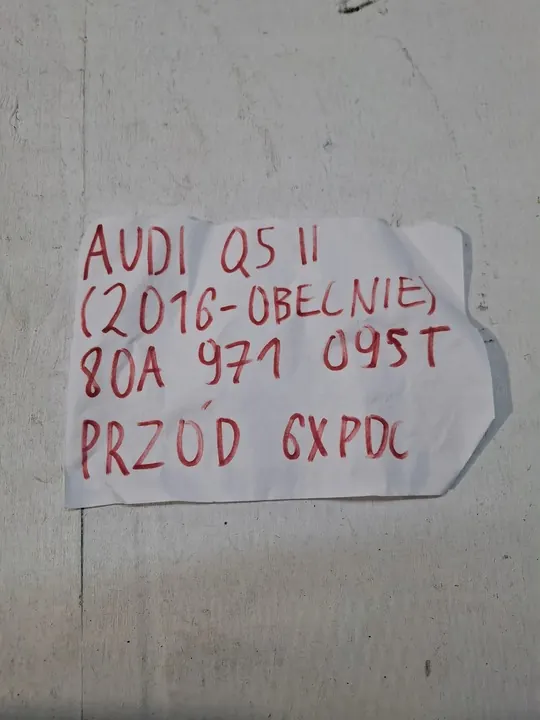 AUDI Q5 II
(2016-OBECNIE)
80A 971 095T
PRZÓD 6XPDC